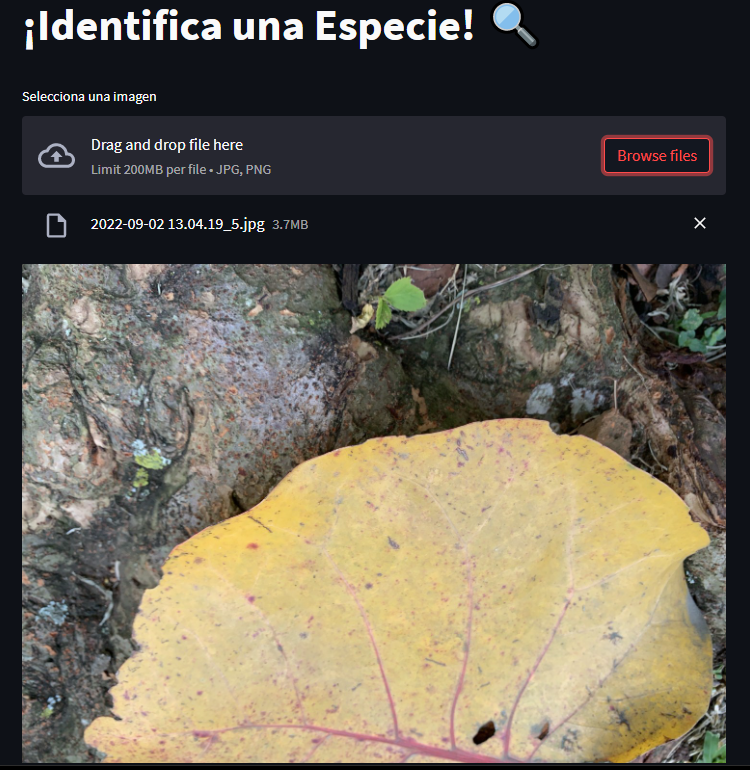 ¡Identifica una Especie! 🔍
Selecciona una imagen
Drag and drop file here
Limit 200MB per file • JPG, PNG
Browse files
2022-09-02 13.04.19_5.jpg 3.7MB